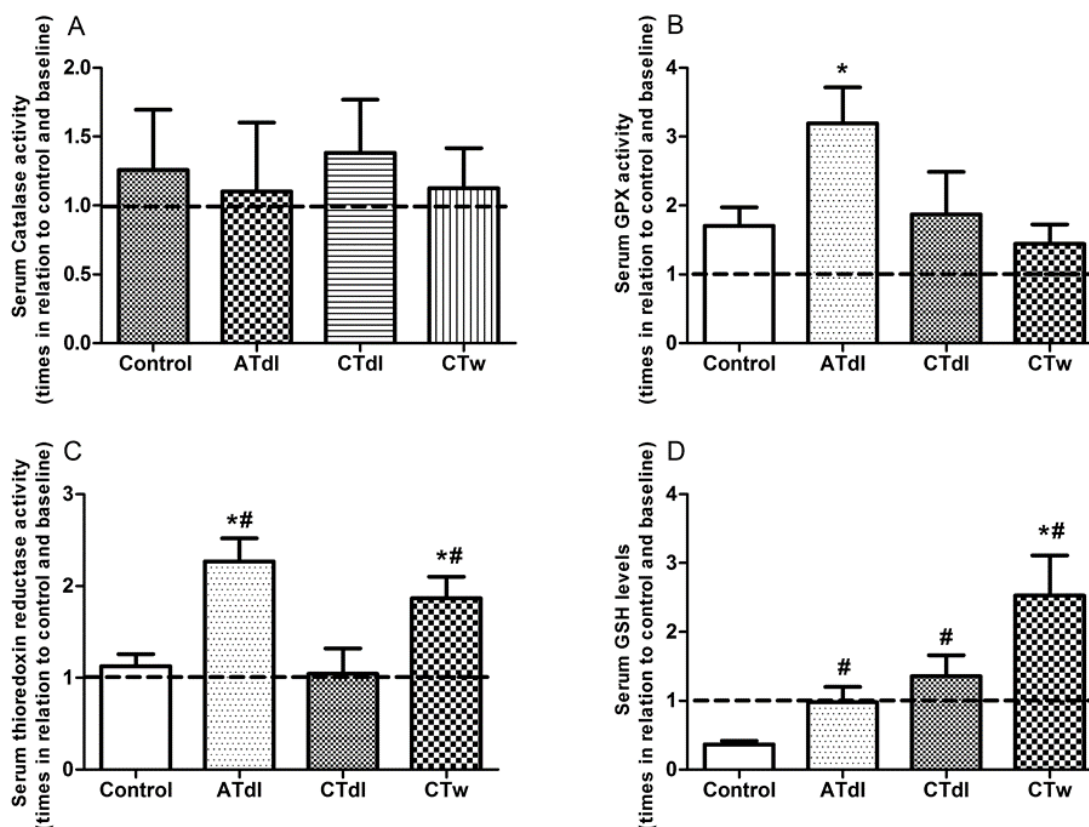 A
Serum Catalase activity
(times in relation to control and baseline)
2.0
1.5
1.0
0.5
0.0
Control ATdl CTdl CTw
B
Serum GPX activity
(times in relation to control and baseline)
4
3
2
1
0
*
Control ATdl CTdl CTw
C
Serum thioredoxin reductase activity
(times in relation to control and baseline)
3
2
1
0
*#
*#
Control ATdl CTdl CTw
D
Serum GSH levels
(times in relation to control and baseline)
4
3
2
1
0
#
#
*#
Control ATdl CTdl CTw